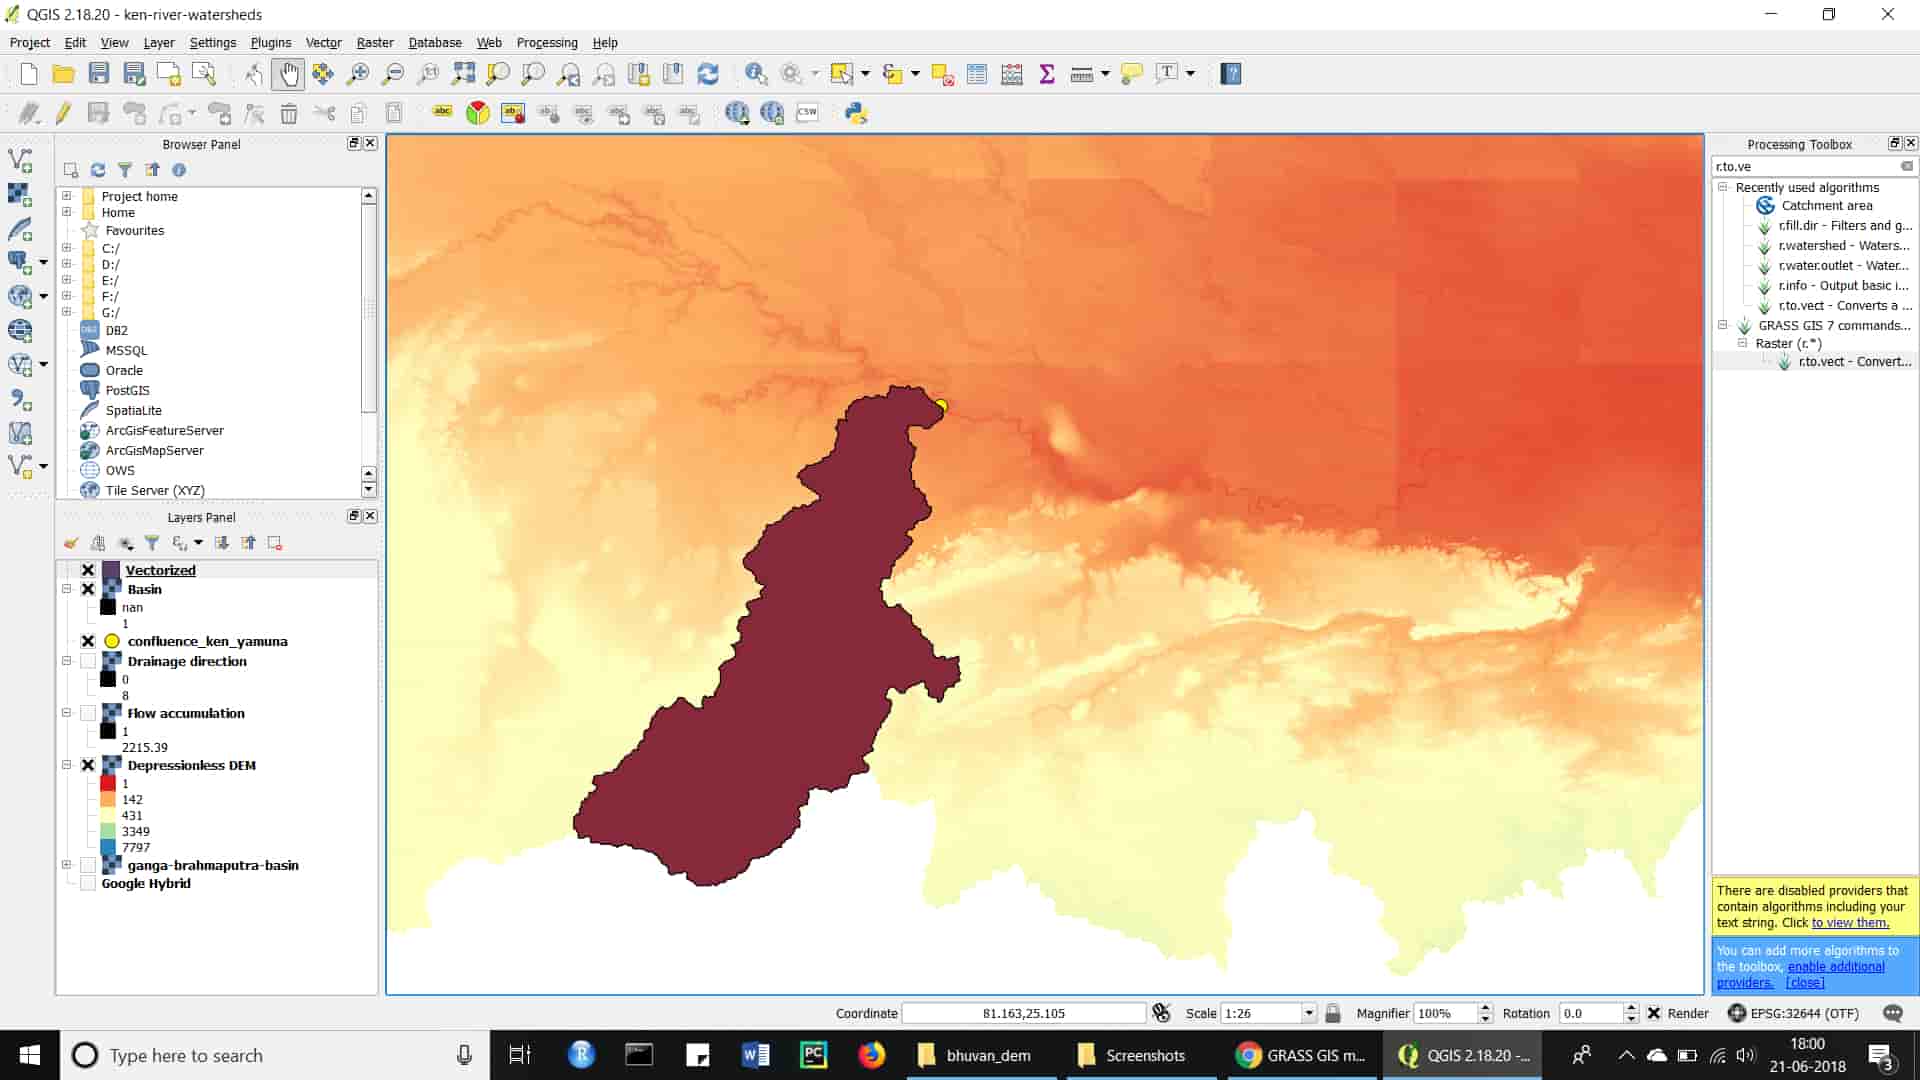 QGIS 2.18.20 - ken-river-watersheds
Project Edit View Layer Settings Plugins Vector Raster Database Web Processing Help
abc
CSW
Browser Panel
Project home
Home
Favourites
C:/
D:/
E:/
F:/
G:/
DB2
MSSQL
Oracle
PostGIS
SpatiaLite
ArcGisFeatureServer
ArcGisMapServer
OWS
Tile Server (XYZ)
Layers Panel
Vectorized
Basin
nan
1
confluence_ken_yamuna
Drainage direction
0
8
Flow accumulation
1
2215.39
Depressionless DEM
1
142
431
3349
7797
ganga-brahmaputra-basin
Google Hybrid
Processing Toolbox
r.to.ve
Recently used algorithms
Catchment area
r.fill.dir - Filters and g...
r.watershed - Waters...
r.water.outlet - Water...
r.info - Output basic i...
r.to.vect - Converts a ...
GRASS GIS 7 commands...
Raster (r.*)
r.to.vect - Convert...
There are disabled providers that
contain algorithms including your
text string. Click to view them.
You can add more algorithms to
the toolbox, enable additional
providers. [close]
Coordinate 81.163,25.105 Scale 1:26 Magnifier 100% Rotation 0.0 Render EPSG:32644 (OTF)
Type here to search
bhuvan_dem
Screenshots
GRASS GIS m...
QGIS 2.18.20 -...
18:00
21-06-2018
3